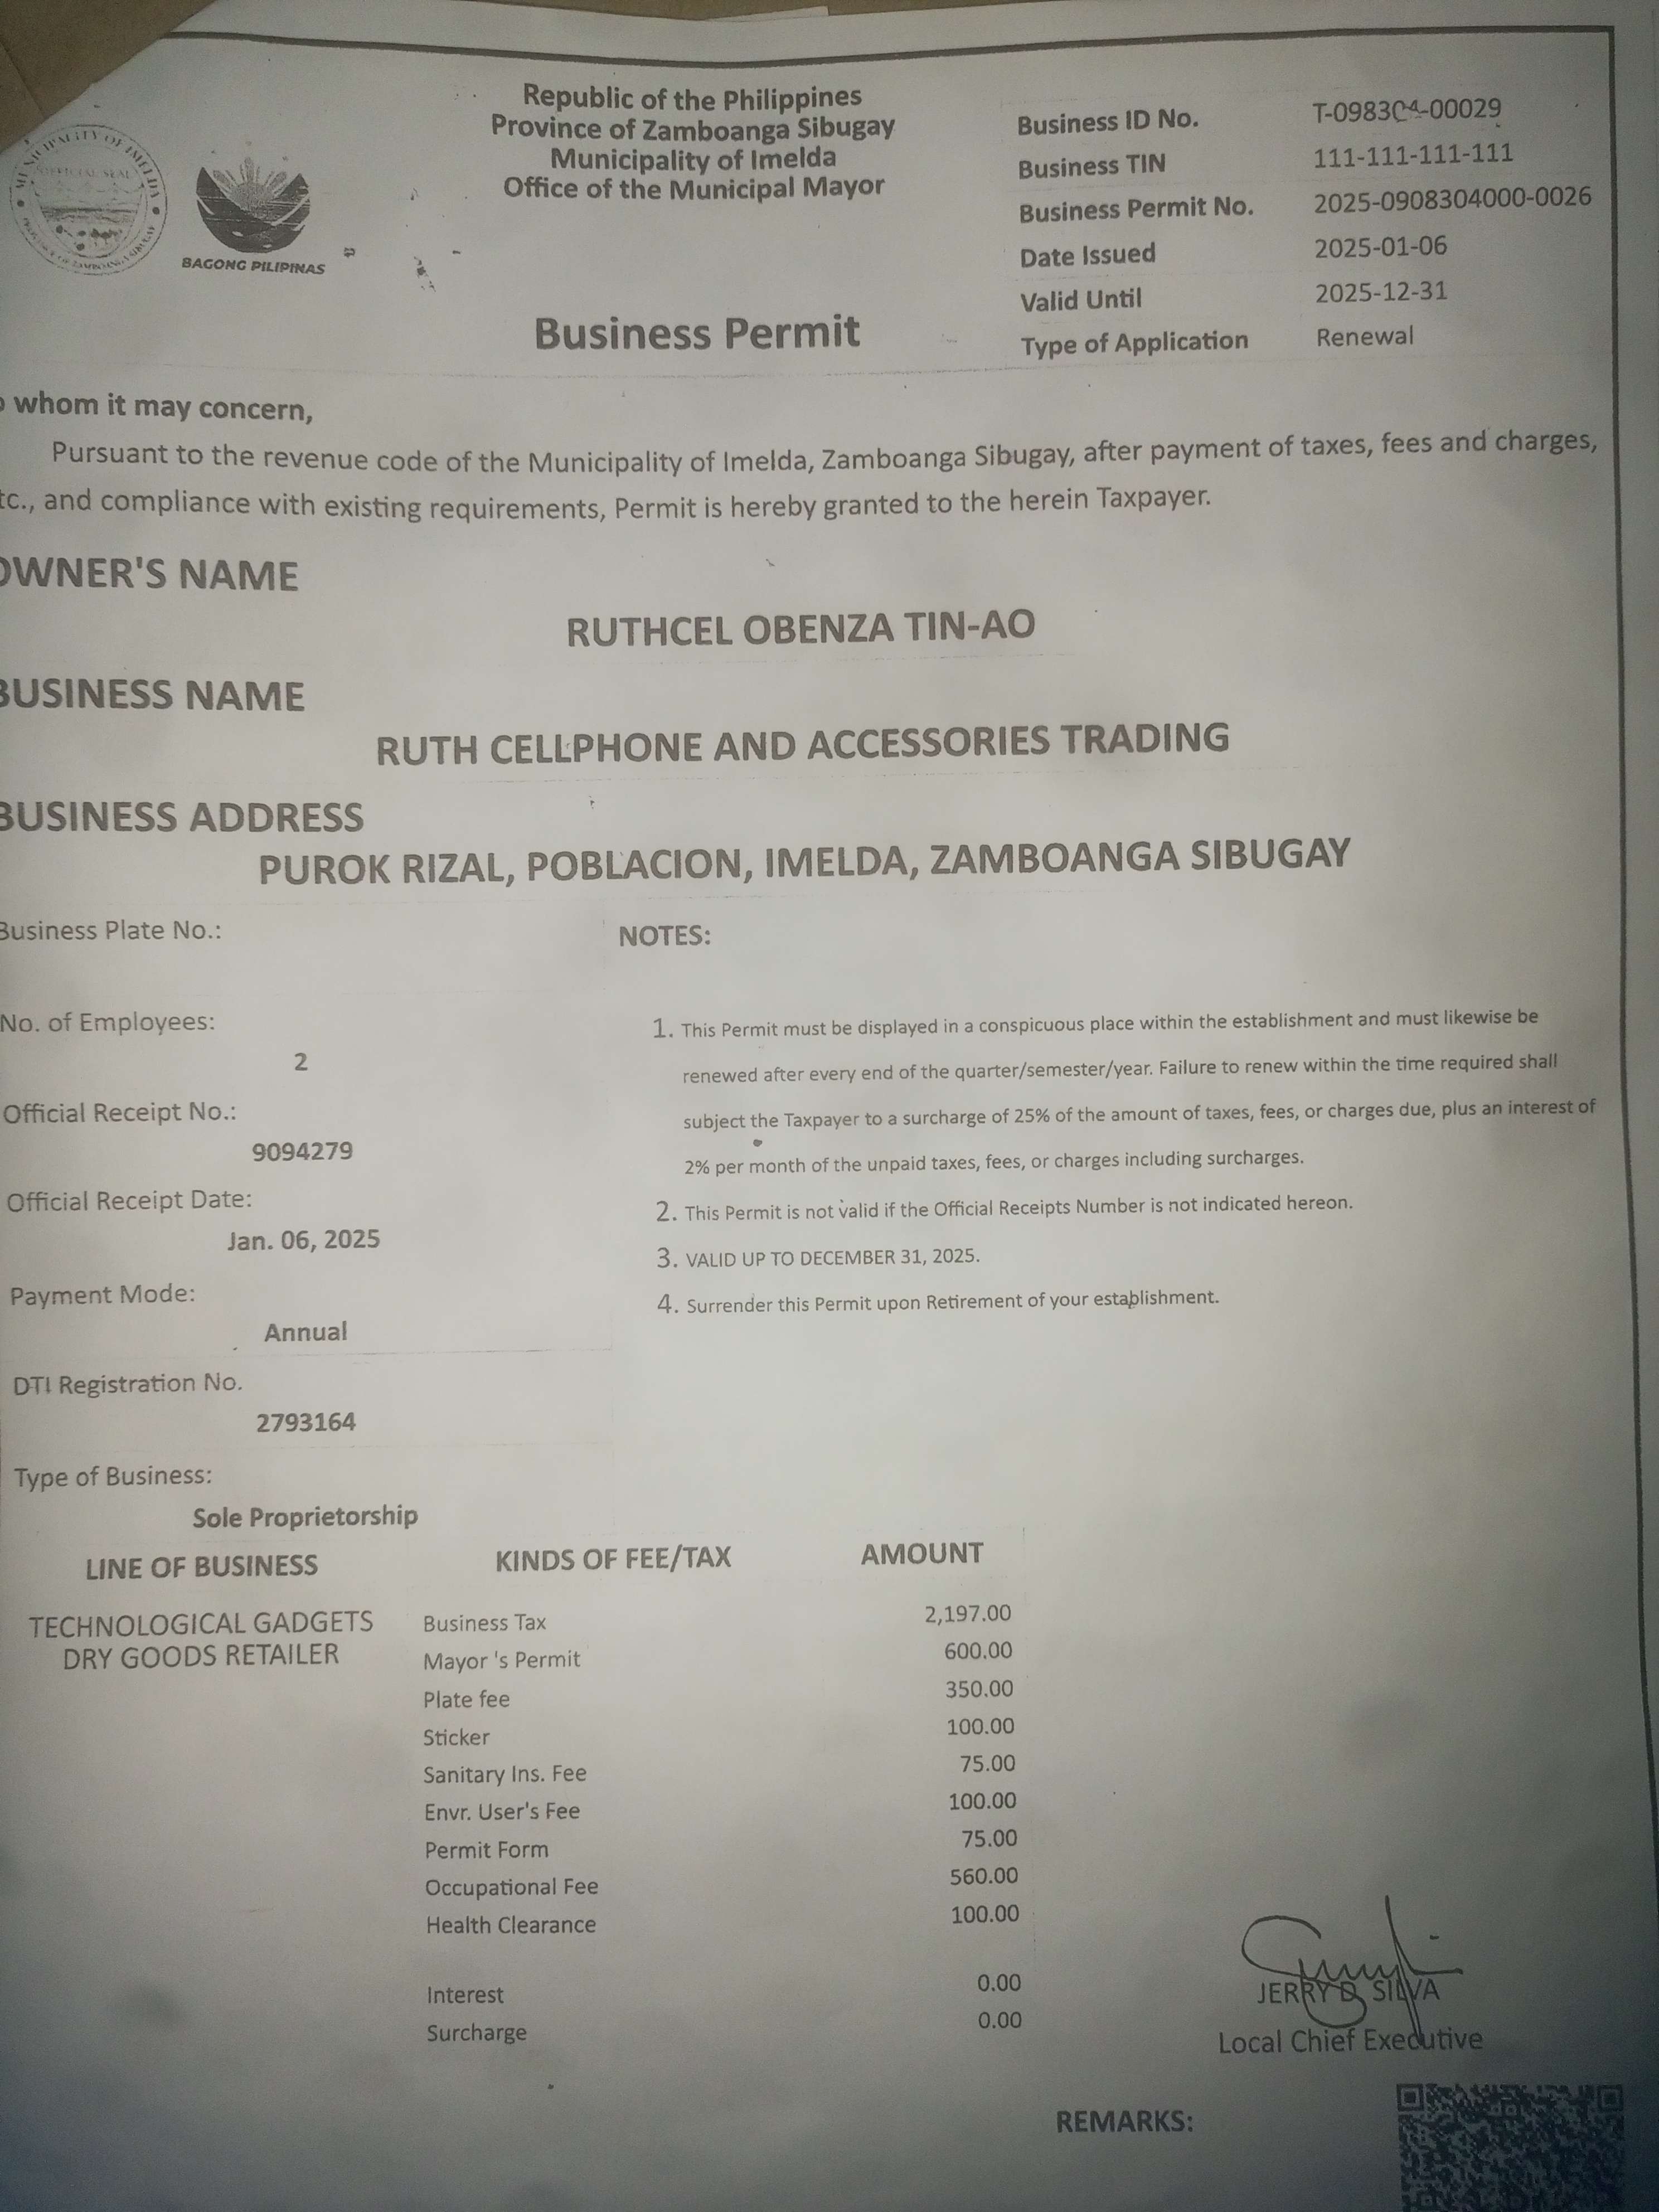 Republic of the Philippines
Province of Zamboanga Sibugay
Municipality of Imelda
Office of the Municipal Mayor
MUNICIPALITY OF IMELDA
OFFICIAL SEAL
PROVINCE OF ZAMBOANGA SIBUGAY
BAGONG PILIPINAS
Business Permit
Business ID No. T-098304-00029
Business TIN 111-111-111-111
Business Permit No. 2025-0908304000-0026
Date Issued 2025-01-06
Valid Until 2025-12-31
Type of Application Renewal
whom it may concern,
Pursuant to the revenue code of the Municipality of Imelda, Zamboanga Sibugay, after payment of taxes, fees and charges,
tc., and compliance with existing requirements, Permit is hereby granted to the herein Taxpayer.
OWNER'S NAME
RUTHCEL OBENZA TIN-AO
BUSINESS NAME
RUTH CELLPHONE AND ACCESSORIES TRADING
BUSINESS ADDRESS
PUROK RIZAL, POBLACION, IMELDA, ZAMBOANGA SIBUGAY
Business Plate No.:
No. of Employees:
2
Official Receipt No.:
9094279
Official Receipt Date:
Jan. 06, 2025
Payment Mode:
Annual
DTI Registration No.
2793164
Type of Business:
Sole Proprietorship
NOTES:
1. This Permit must be displayed in a conspicuous place within the establishment and must likewise be
renewed after every end of the quarter/semester/year. Failure to renew within the time required shall
subject the Taxpayer to a surcharge of 25% of the amount of taxes, fees, or charges due, plus an interest of
2% per month of the unpaid taxes, fees, or charges including surcharges.
2. This Permit is not valid if the Official Receipts Number is not indicated hereon.
3. VALID UP TO DECEMBER 31, 2025.
4. Surrender this Permit upon Retirement of your establishment.
LINE OF BUSINESS KINDS OF FEE/TAX AMOUNT
TECHNOLOGICAL GADGETS
DRY GOODS RETAILER
Business Tax 2,197.00
Mayor 's Permit 600.00
Plate fee 350.00
Sticker 100.00
Sanitary Ins. Fee 75.00
Envr. User's Fee 100.00
Permit Form 75.00
Occupational Fee 560.00
Health Clearance 100.00
Interest 0.00
Surcharge 0.00
JERRY D. SILVA
Local Chief Executive
REMARKS: